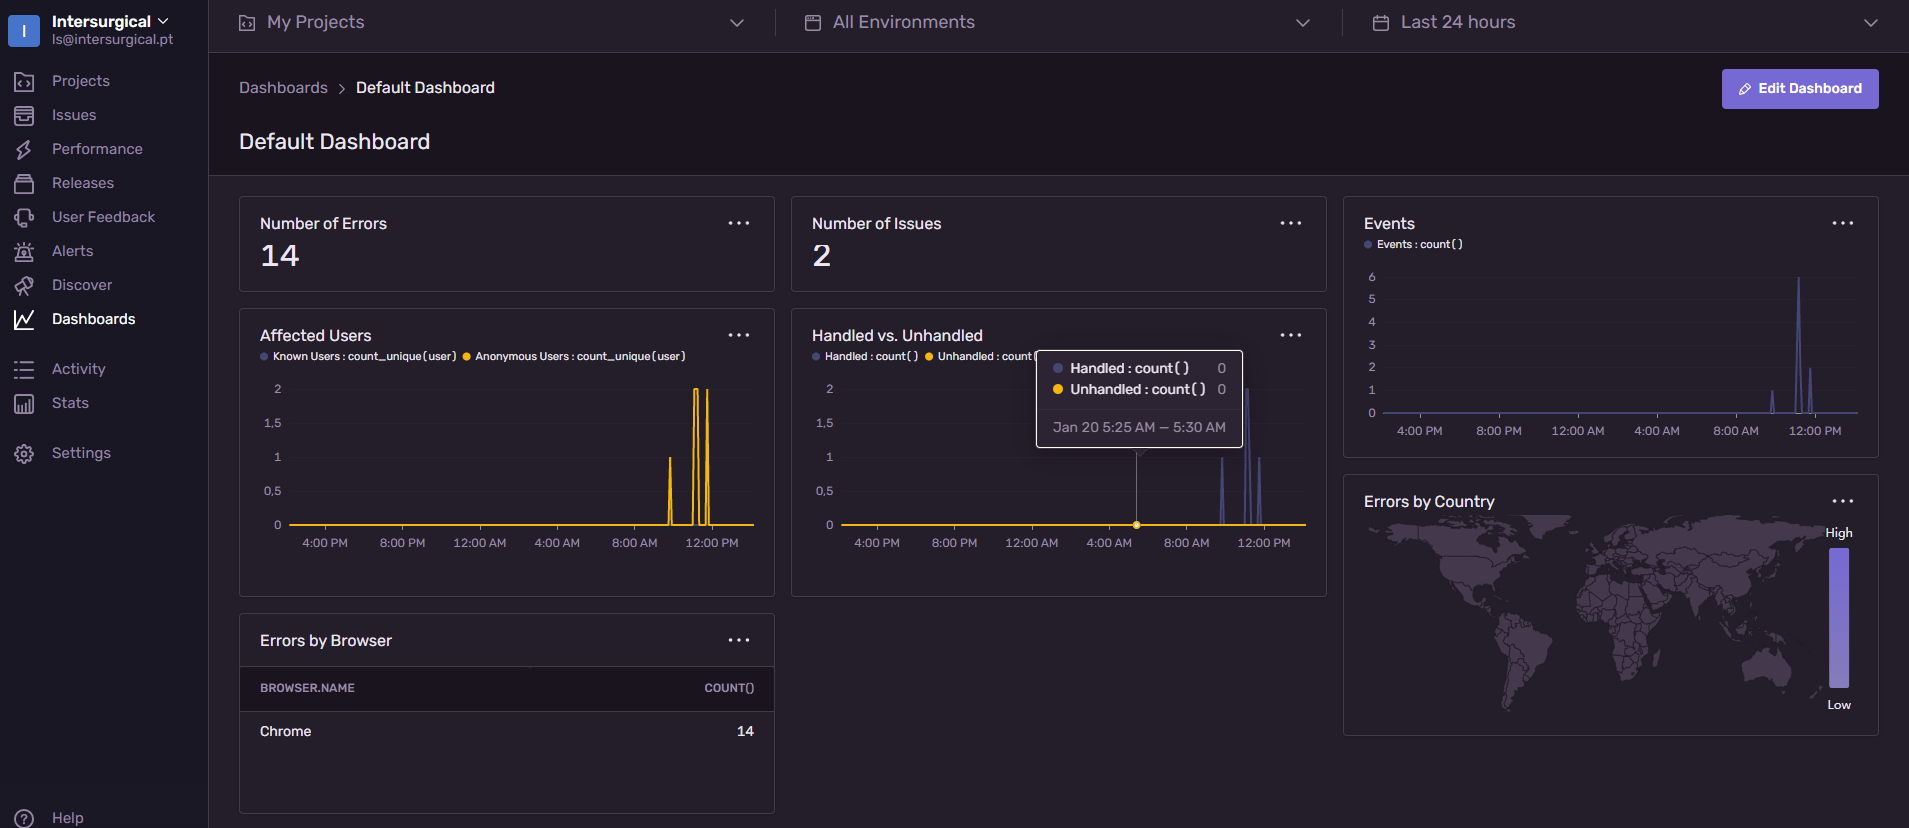 I
Intersurgical
ls@intersurgical.pt
Projects
Issues
Performance
Releases
User Feedback
Alerts
Discover
Dashboards
Activity
Stats
Settings
Help
My Projects
All Environments
Last 24 hours
Dashboards > Default Dashboard
Edit Dashboard
Default Dashboard
Number of Errors
14
Number of Issues
2
Events
Events : count()
6
5
4
3
2
1
0
4:00 PM 8:00 PM 12:00 AM 4:00 AM 8:00 AM 12:00 PM
Affected Users
Known Users : count_unique(user) Anonymous Users : count_unique(user)
2
1,5
1
0,5
0
4:00 PM 8:00 PM 12:00 AM 4:00 AM 8:00 AM 12:00 PM
Handled vs. Unhandled
Handled : count() Unhandled : count(
Handled : count() 0
Unhandled : count() 0
Jan 20 5:25 AM — 5:30 AM
2
1,5
1
0,5
0
4:00 PM 8:00 PM 12:00 AM 4:00 AM 8:00 AM 12:00 PM
Errors by Country
High
Low
Errors by Browser
BROWSER.NAME COUNT()
Chrome 14